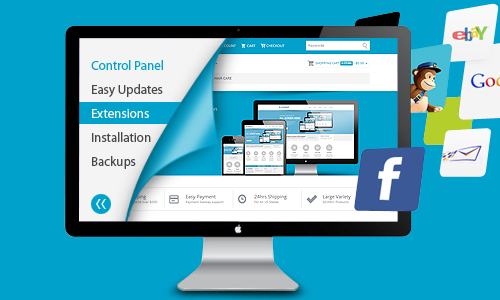 COUNT CART CHECKOUT
Keywords
SHOPPING CART
Control Panel
Easy Updates
Extensions
Installation
Backups
Easy Payment
24hrs Shipping
Large Variety
ebay
Goo
f